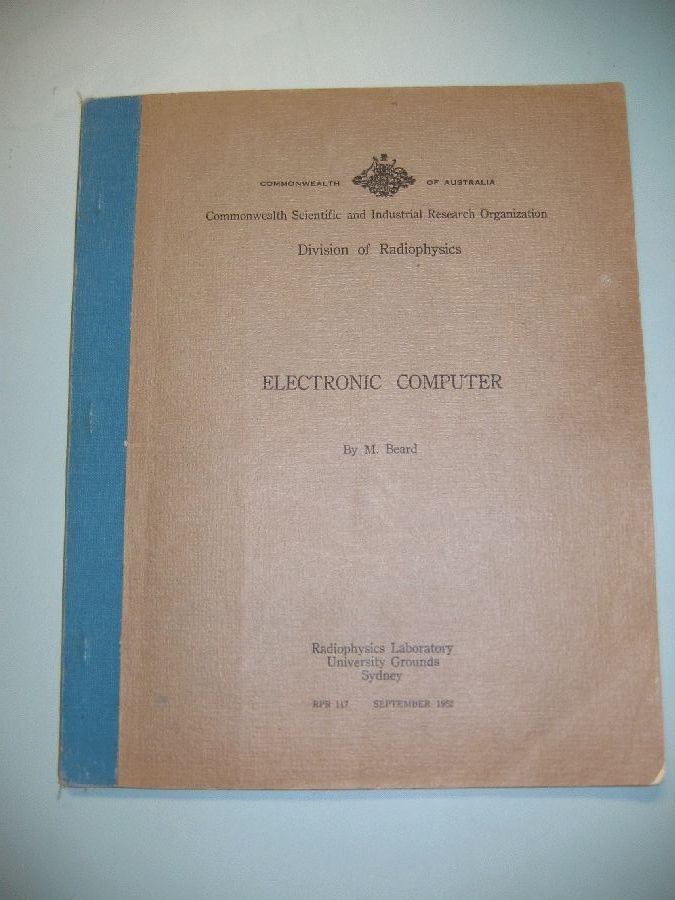 COMMONWEALTH OF AUSTRALIA
Commonwealth Scientific and Industrial Research Organization
Division of Radiophysics
ELECTRONIC COMPUTER
By M. Beard
Radiophysics Laboratory
University Grounds
Sydney
RPR 117 SEPTEMBER 1952